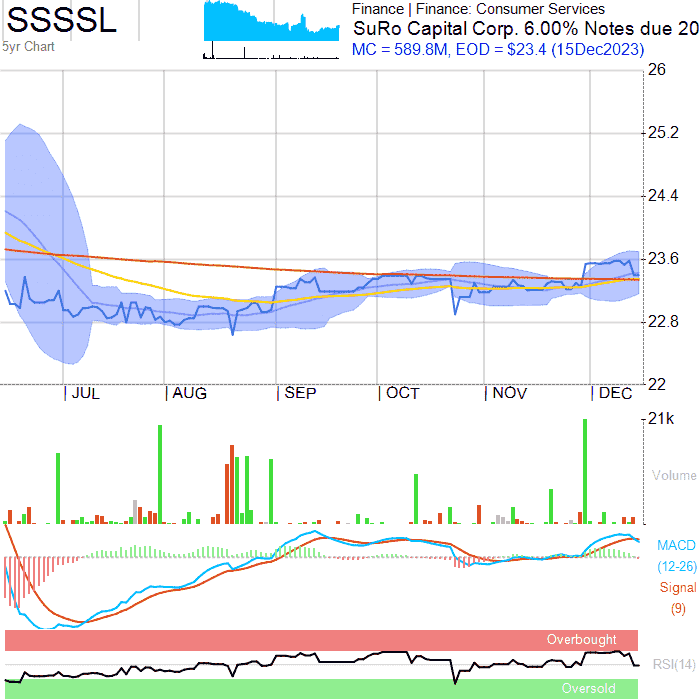 SSSSL
5yr Chart
Finance | Finance: Consumer Services
SuRo Capital Corp. 6.00% Notes due 20
MC = 589.8M, EOD = $23.4 (15Dec2023)
26
25.2
24.4
23.6
22.8
22
JUL
AUG
SEP
OCT
NOV
DEC
21k
Volume
MACD
(12-26)
Signal
(9)
Overbought
RSI(14)
Oversold